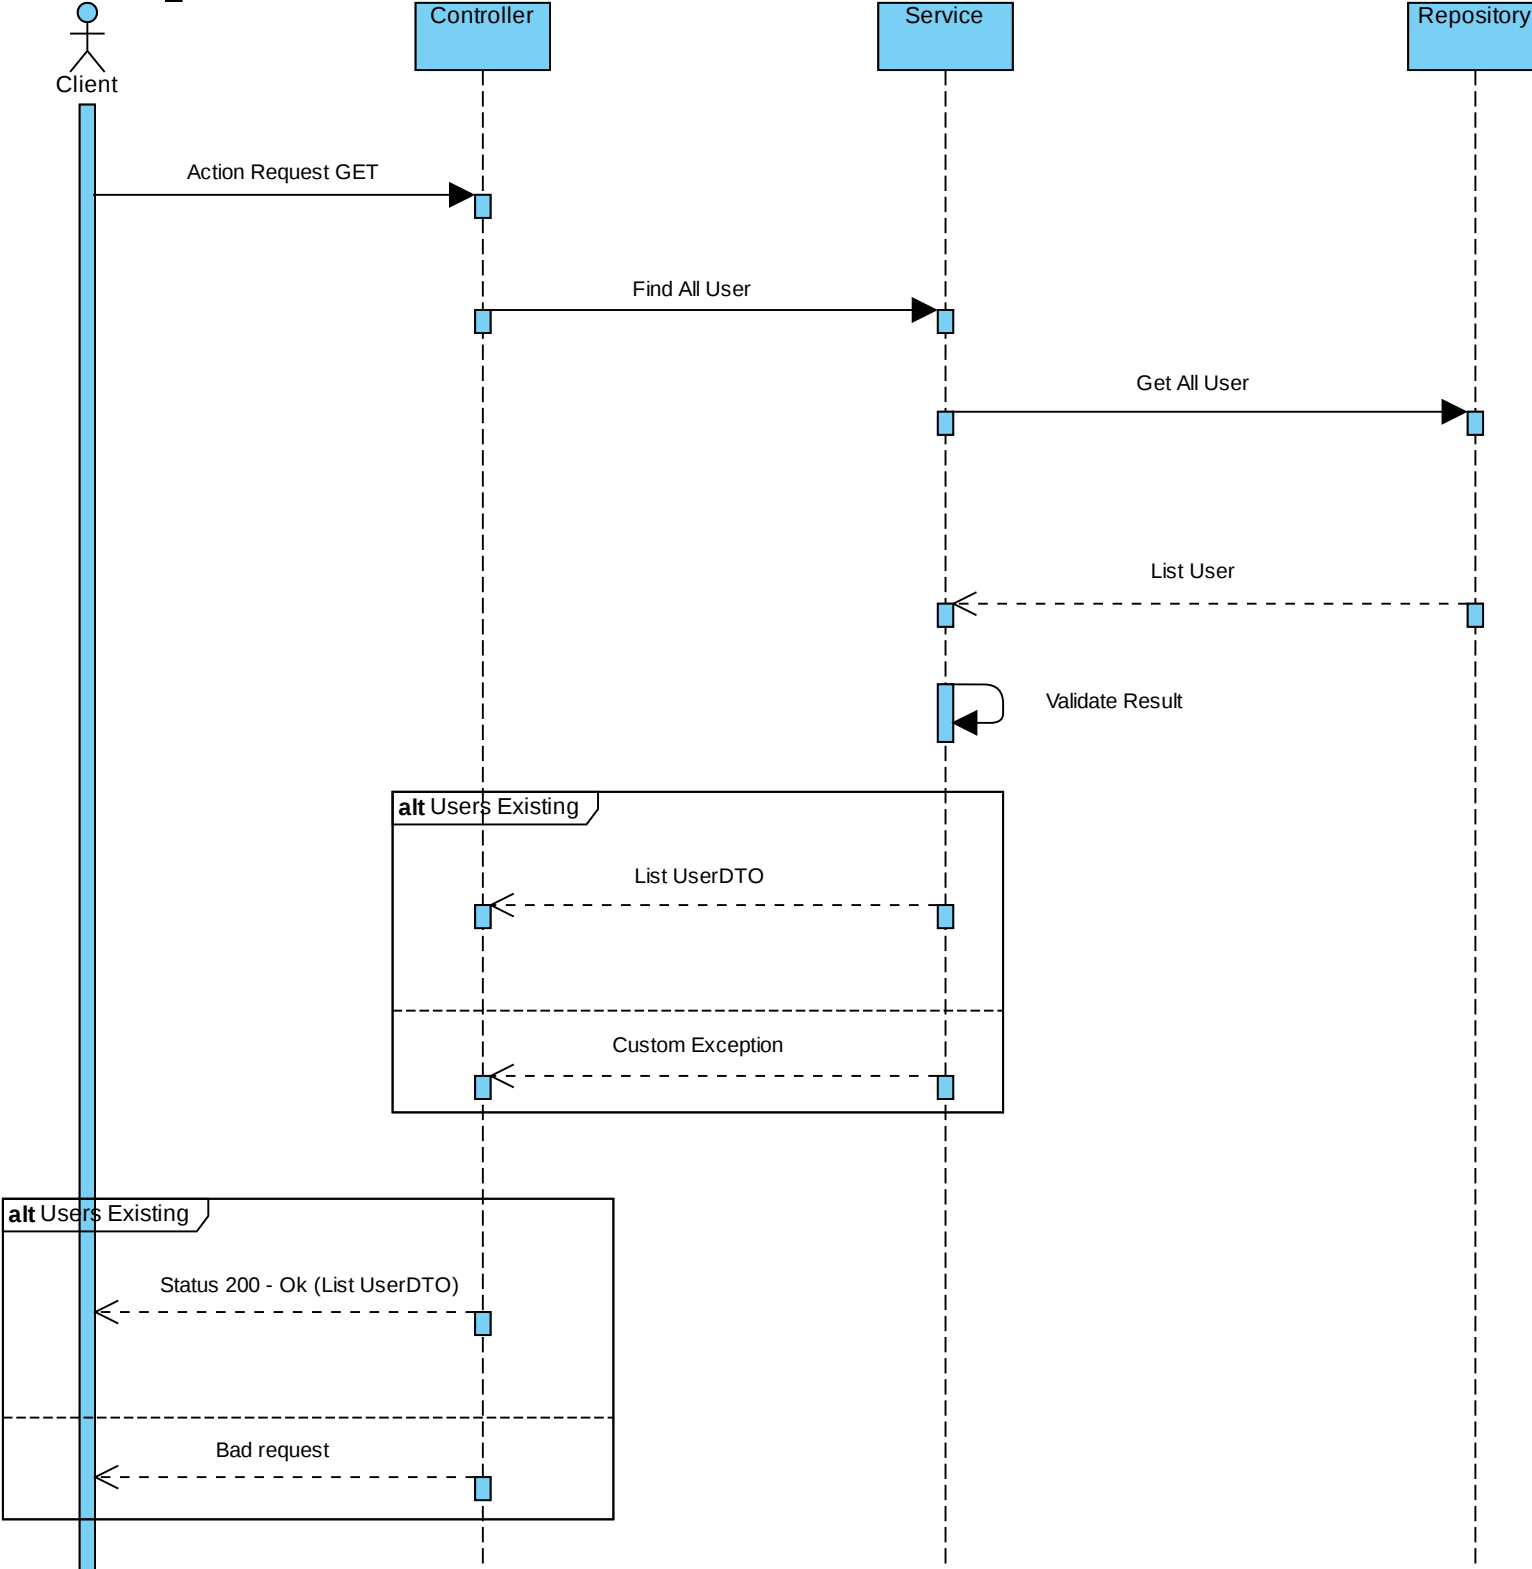 Client
Controller
Service
Repository
Action Request GET
Find All User
Get All User
List User
Validate Result
alt Users Existing
List UserDTO
Custom Exception
alt Users Existing
Status 200 - Ok (List UserDTO)
Bad request